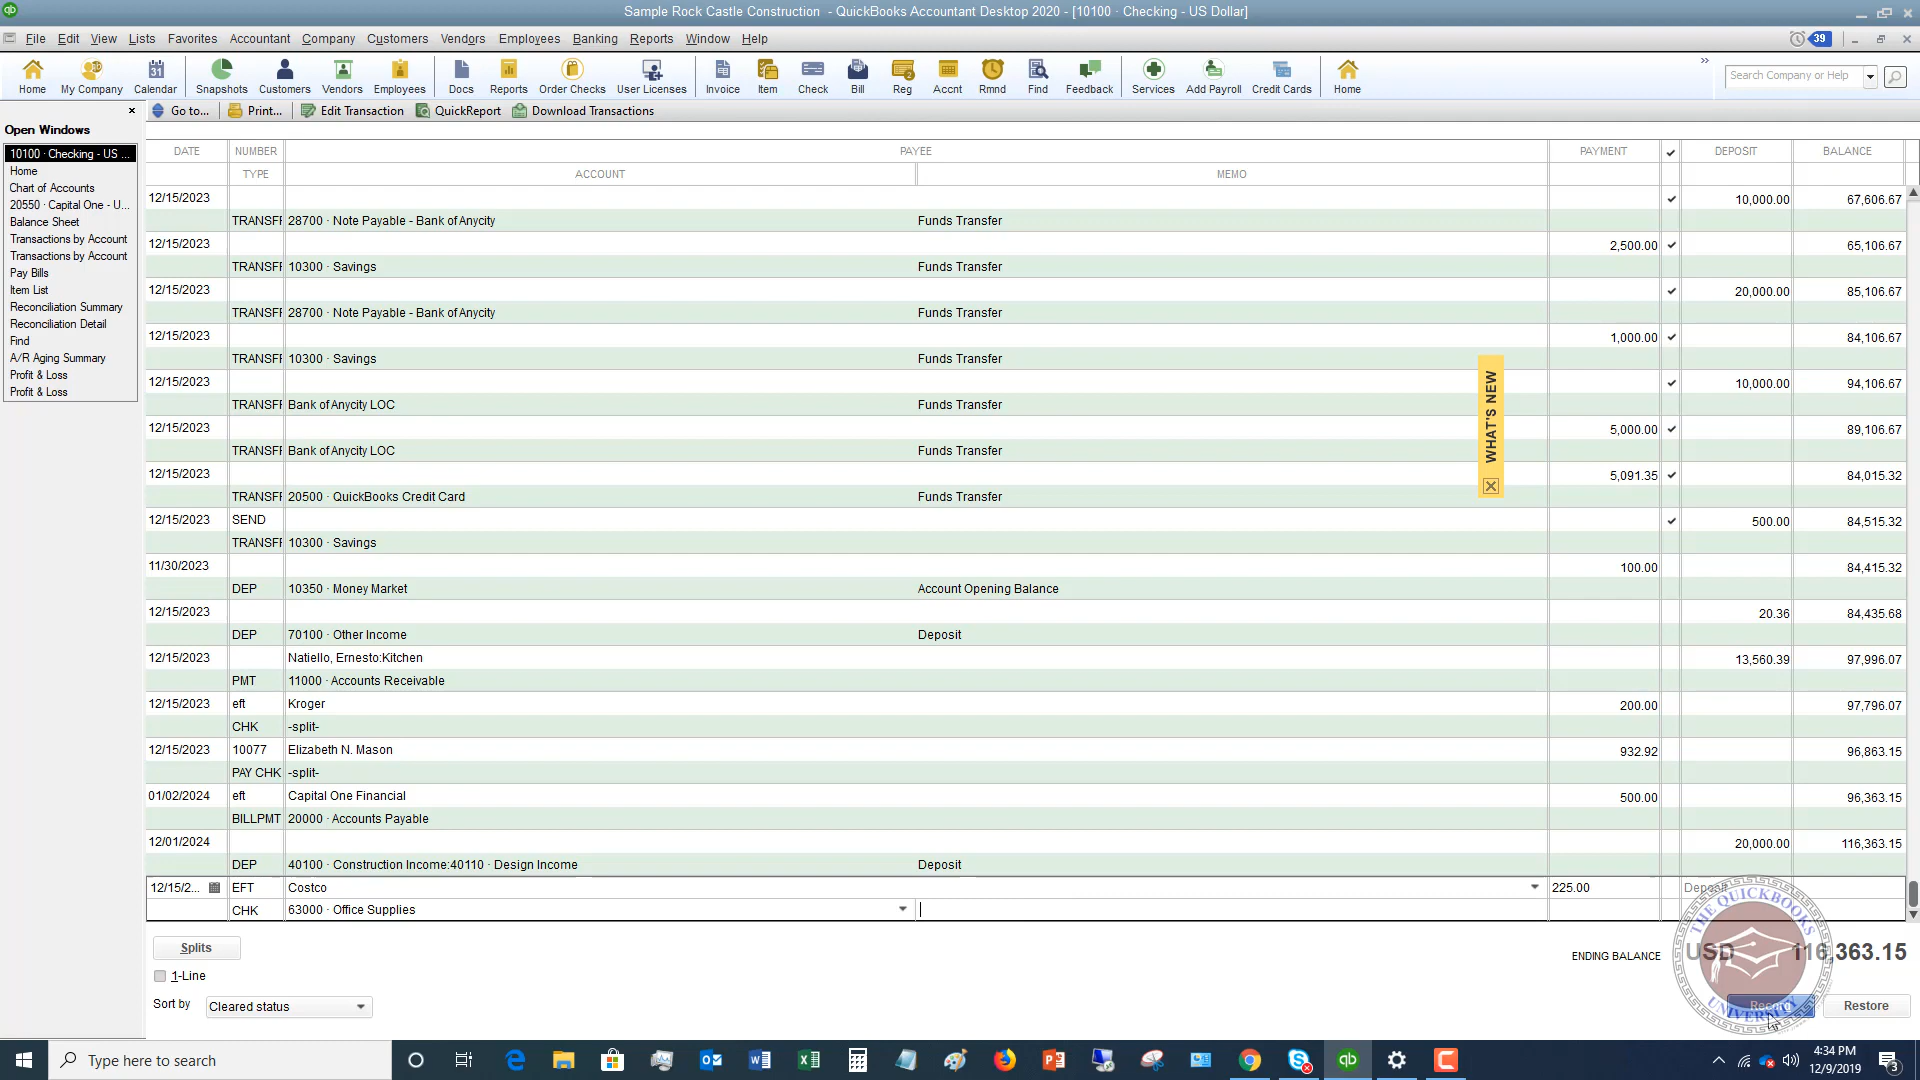 Sample Rock Castle Construction - QuickBooks Accountant Desktop 2020 - [10100 · Checking - US Dollar]
File Edit View Lists Favorites Accountant Company Customers Vendors Employees Banking Reports Window Help 39
Home My Company Calendar Snapshots Customers Vendors Employees Docs Reports Order Checks User Licenses Invoice Item Check Bill Reg Accnt Rmnd Find Feedback Services Add Payroll Credit Cards Home Search Company or Help
Go to... Print... Edit Transaction QuickReport Download Transactions
Open Windows
10100 · Checking - US ...
Home
Chart of Accounts
20550 · Capital One - U...
Balance Sheet
Transactions by Account
Transactions by Account
Pay Bills
Item List
Reconciliation Summary
Reconciliation Detail
Find
A/R Aging Summary
Profit & Loss
Profit & Loss
DATE NUMBER PAYEE PAYMENT ✓ DEPOSIT BALANCE
TYPE ACCOUNT MEMO
12/15/2023 ✓ 10,000.00 67,606.67
TRANSFR 28700 · Note Payable - Bank of Anycity Funds Transfer
12/15/2023 2,500.00 ✓ 65,106.67
TRANSFR 10300 · Savings Funds Transfer
12/15/2023 ✓ 20,000.00 85,106.67
TRANSFR 28700 · Note Payable - Bank of Anycity Funds Transfer
12/15/2023 1,000.00 ✓ 84,106.67
TRANSFR 10300 · Savings Funds Transfer
12/15/2023 ✓ 10,000.00 94,106.67
TRANSFR Bank of Anycity LOC Funds Transfer
12/15/2023 5,000.00 ✓ 89,106.67
TRANSFR Bank of Anycity LOC Funds Transfer
12/15/2023 5,091.35 ✓ 84,015.32
TRANSFR 20500 · QuickBooks Credit Card Funds Transfer
12/15/2023 SEND ✓ 500.00 84,515.32
TRANSFR 10300 · Savings
11/30/2023 100.00 84,415.32
DEP 10350 · Money Market Account Opening Balance
12/15/2023 20.36 84,435.68
DEP 70100 · Other Income Deposit
12/15/2023 Natiello, Ernesto:Kitchen 13,560.39 97,996.07
PMT 11000 · Accounts Receivable
12/15/2023 eft Kroger 200.00 97,796.07
CHK -split-
12/15/2023 10077 Elizabeth N. Mason 932.92 96,863.15
PAY CHK -split-
01/02/2024 eft Capital One Financial 500.00 96,363.15
BILLPMT 20000 · Accounts Payable
12/01/2024 20,000.00 116,363.15
DEP 40100 · Construction Income:40110 · Design Income Deposit
12/15/2... EFT Costco 225.00 Deposit
CHK 63000 · Office Supplies
WHAT'S NEW
Splits
1-Line
Sort by Cleared status
ENDING BALANCE USD 116,363.15
Record Restore
THE QUICKBOOKS UNIVERSITY
Type here to search
4:34 PM
12/9/2019
3